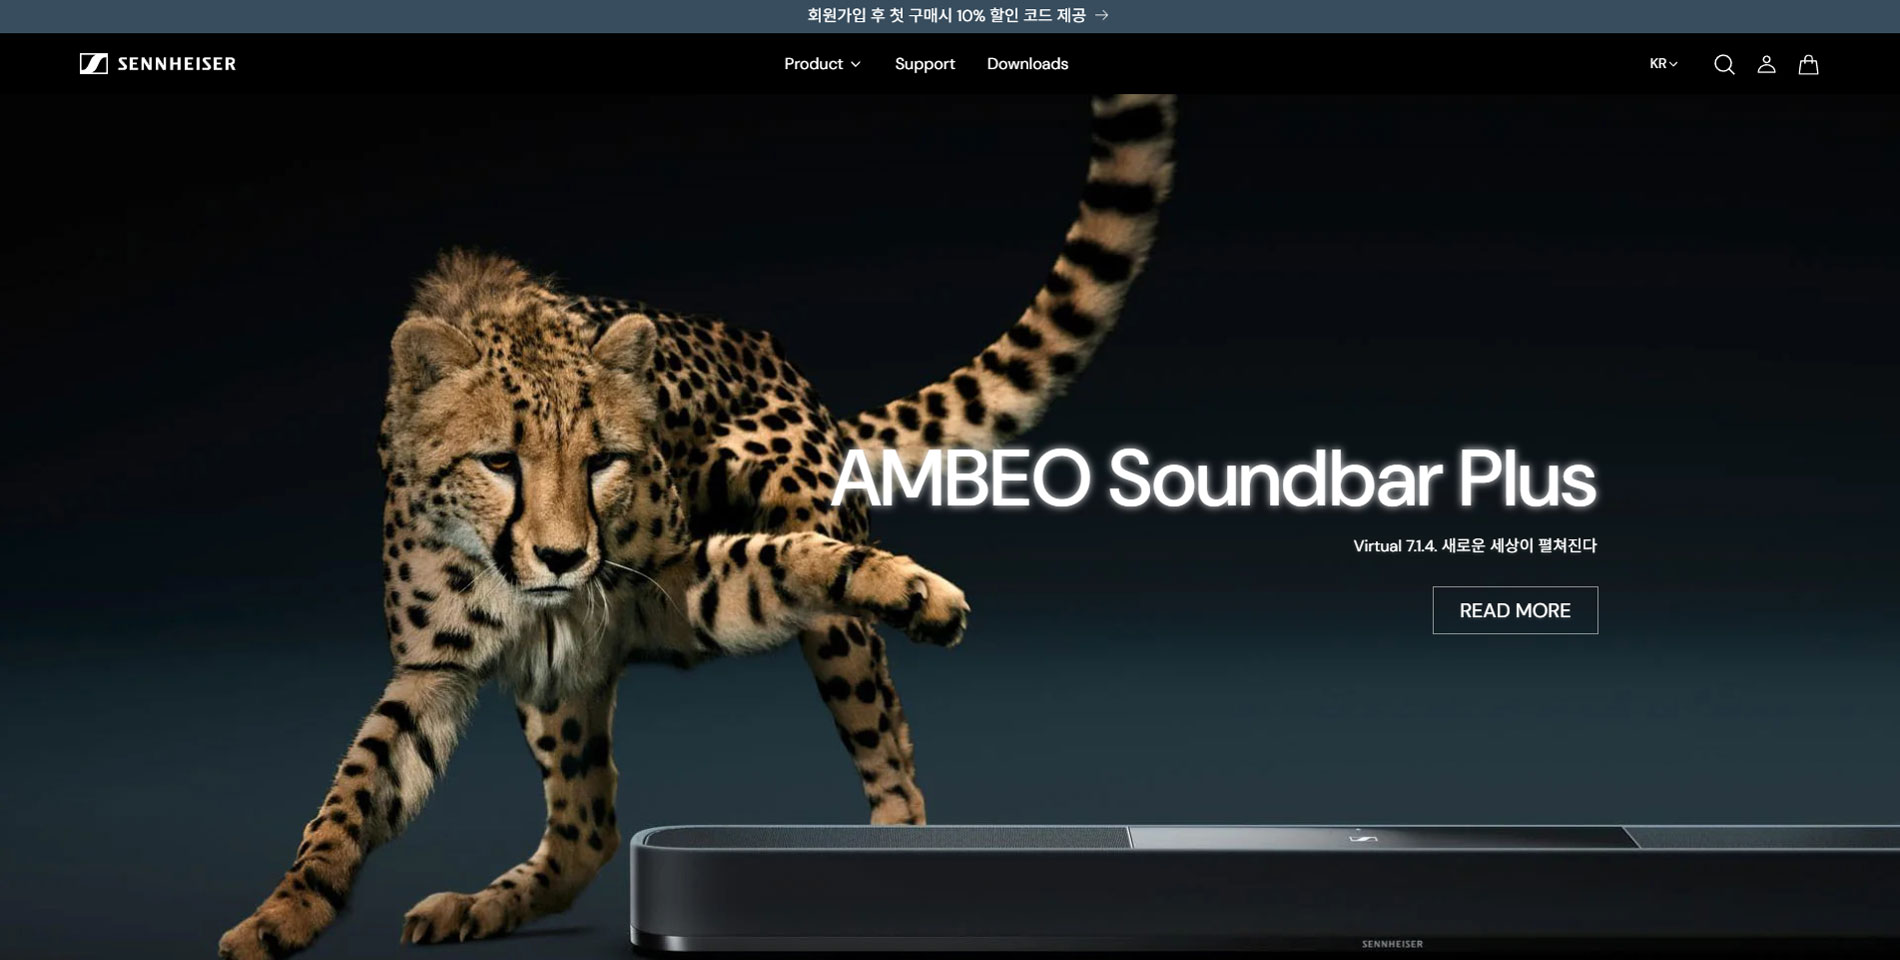 회원가입 후 첫 구매시 10% 할인 코드 제공 →
SENNHEISER
Product
Support
Downloads
KR
AMBEO Soundbar Plus
Virtual 7.1.4. 새로운 세상이 펼쳐진다
READ MORE
SENNHEISER